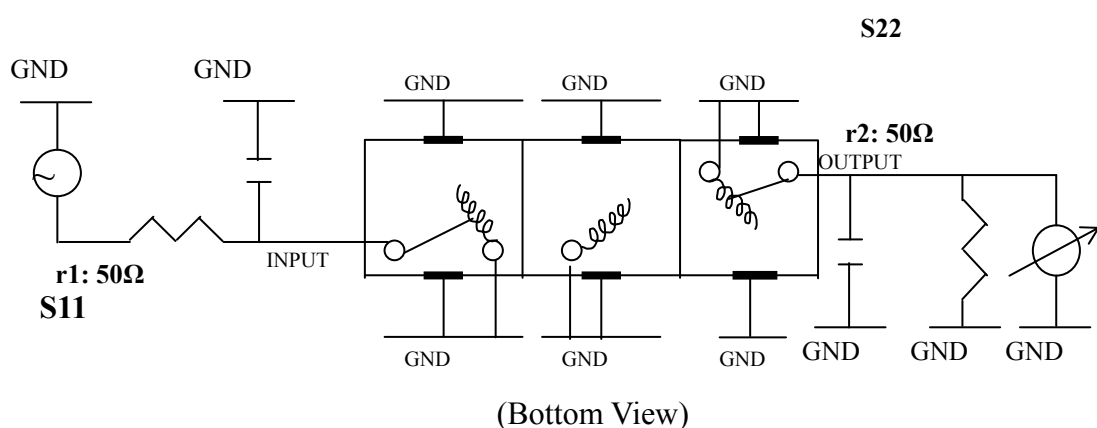 S22
GND
GND
GND
GND
GND
r2: 50Ω
OUTPUT
INPUT
r1: 50Ω
S11
GND
GND
GND
GND
GND
GND
(Bottom View)